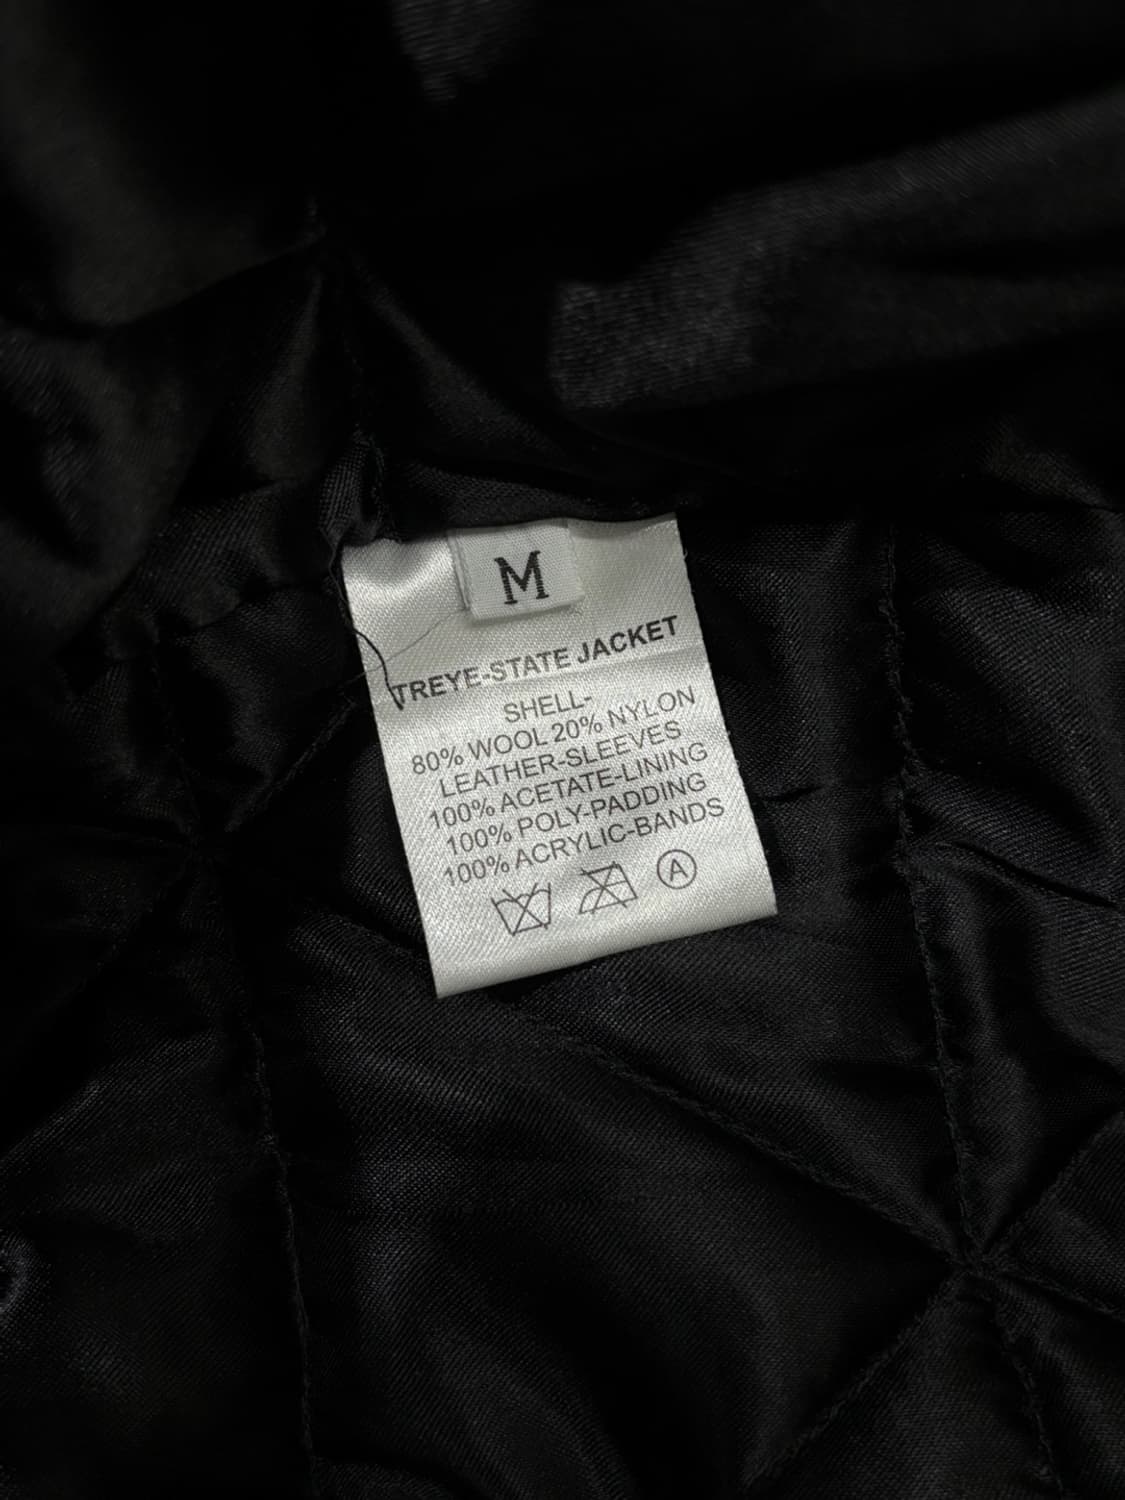 M
TREYE-STATE JACKET
SHELL-
80% WOOL 20% NYLON
LEATHER-SLEEVES
100% ACETATE-LINING
100% POLY-PADDING
100% ACRYLIC-BANDS
A